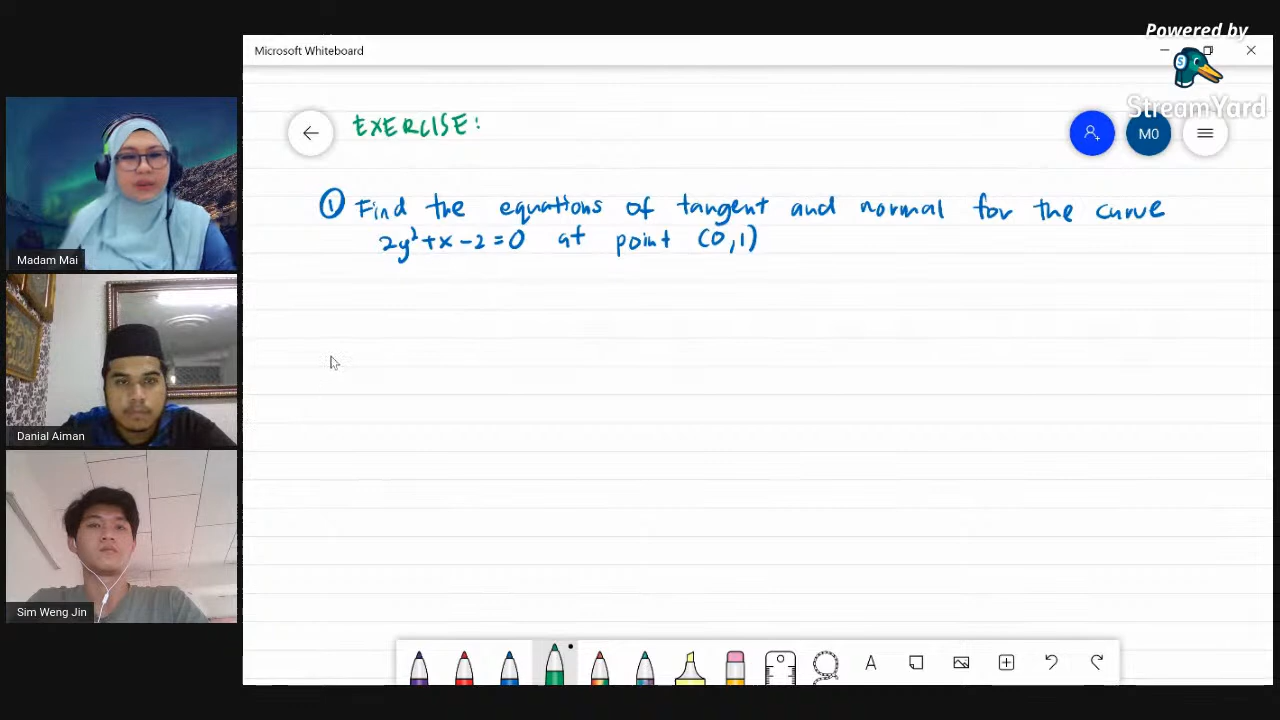 Powered by
Microsoft Whiteboard
StreamYard
EXERCISE:
M0
① Find the equations of tangent and normal for the curve
2y²+x-2=0 at point (0,1)
Madam Mai
Danial Aiman
Sim Weng Jin
A